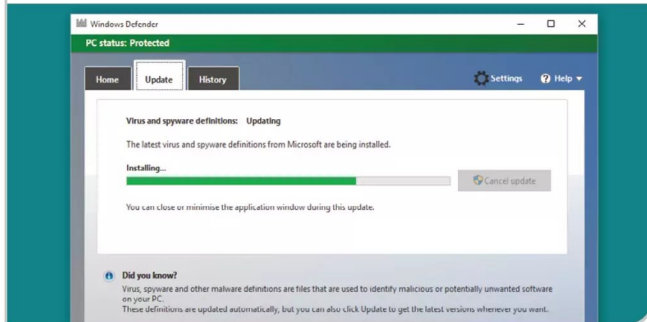 Windows Defender
PC status: Protected
Home Update History Settings Help
Virus and spyware definitions: Updating
The latest virus and spyware definitions from Microsoft are being installed.
Installing...
Cancel update
You can close or minimise the application window during this update.
Did you know?
Virus, spyware and other malware definitions are files that are used to identify malicious or potentially unwanted software
on your PC.
These definitions are updated automatically, but you can also click Update to get the latest versions whenever you want.